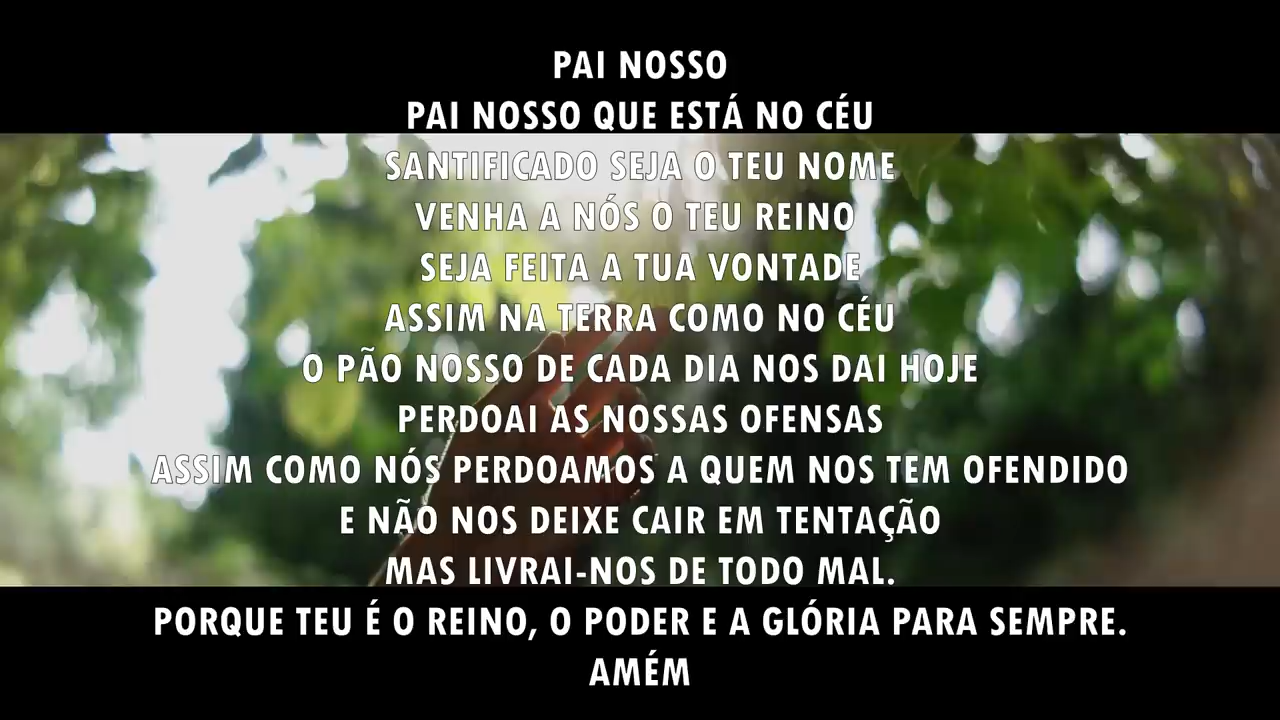 PAI NOSSO
PAI NOSSO QUE ESTÁ NO CÉU
SANTIFICADO SEJA O TEU NOME
VENHA A NÓS O TEU REINO
SEJA FEITA A TUA VONTADE
ASSIM NA TERRA COMO NO CÉU
O PÃO NOSSO DE CADA DIA NOS DAI HOJE
PERDOAI AS NOSSAS OFENSAS
ASSIM COMO NÓS PERDOAMOS A QUEM NOS TEM OFENDIDO
E NÃO NOS DEIXE CAIR EM TENTAÇÃO
MAS LIVRAI-NOS DE TODO MAL.
PORQUE TEU É O REINO, O PODER E A GLÓRIA PARA SEMPRE.
AMÉM